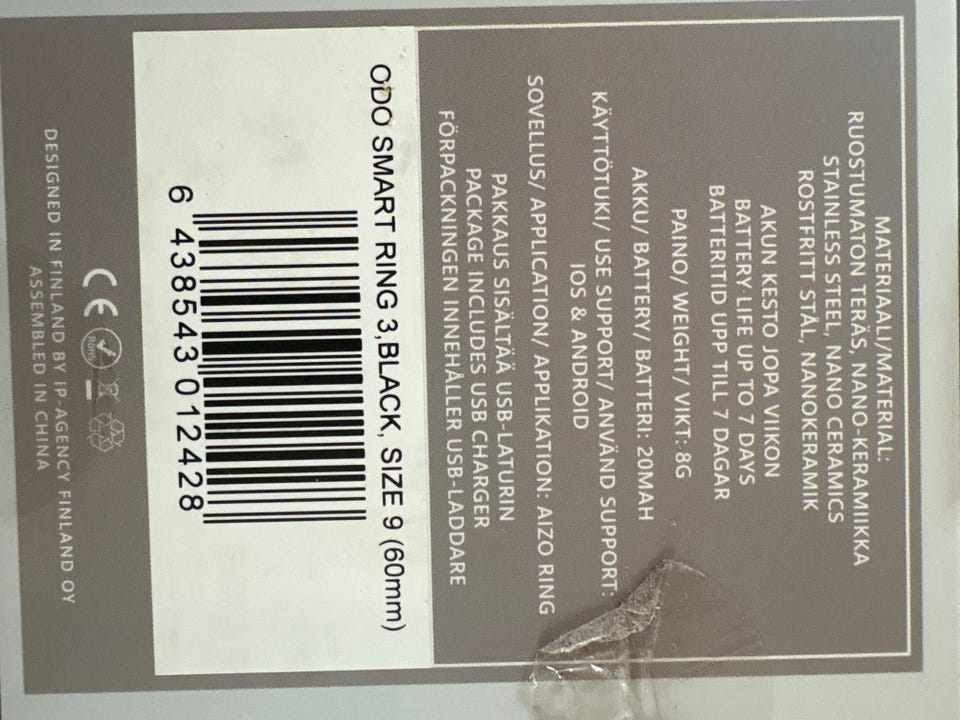 MATERIAALI/MATERIAL:
RUOSTUMATON TERÄS, NANO-KERAMIIKKA
STAINLESS STEEL, NANO CERAMICS
ROSTFRITT STÅL, NANOKERAMIK
AKUN KESTO JOPA VIIKON
BATTERY LIFE UP TO 7 DAYS
BATTERITID UPP TILL 7 DAGAR
PAINO/ WEIGHT/ VIKT: 8G
AKKU/ BATTERY/ BATTERI: 20MAH
KÄYTTÖTUKI/ USE SUPPORT/ ANVÄND SUPPORT:
IOS & ANDROID
SOVELLUS/ APPLICATION/ APPLIKATION: AIZO RING
PAKKAUS SISÄLTÄÄ USB-LATURIN
PACKAGE INCLUDES USB CHARGER
FÖRPACKNINGEN INNEHÅLLER USB-LADDARE
ODO SMART RING 3,BLACK, SIZE 9 (60mm)
6 438543 012428
CE RoHS
DESIGNED IN FINLAND BY IP-AGENCY FINLAND OY
ASSEMBLED IN CHINA